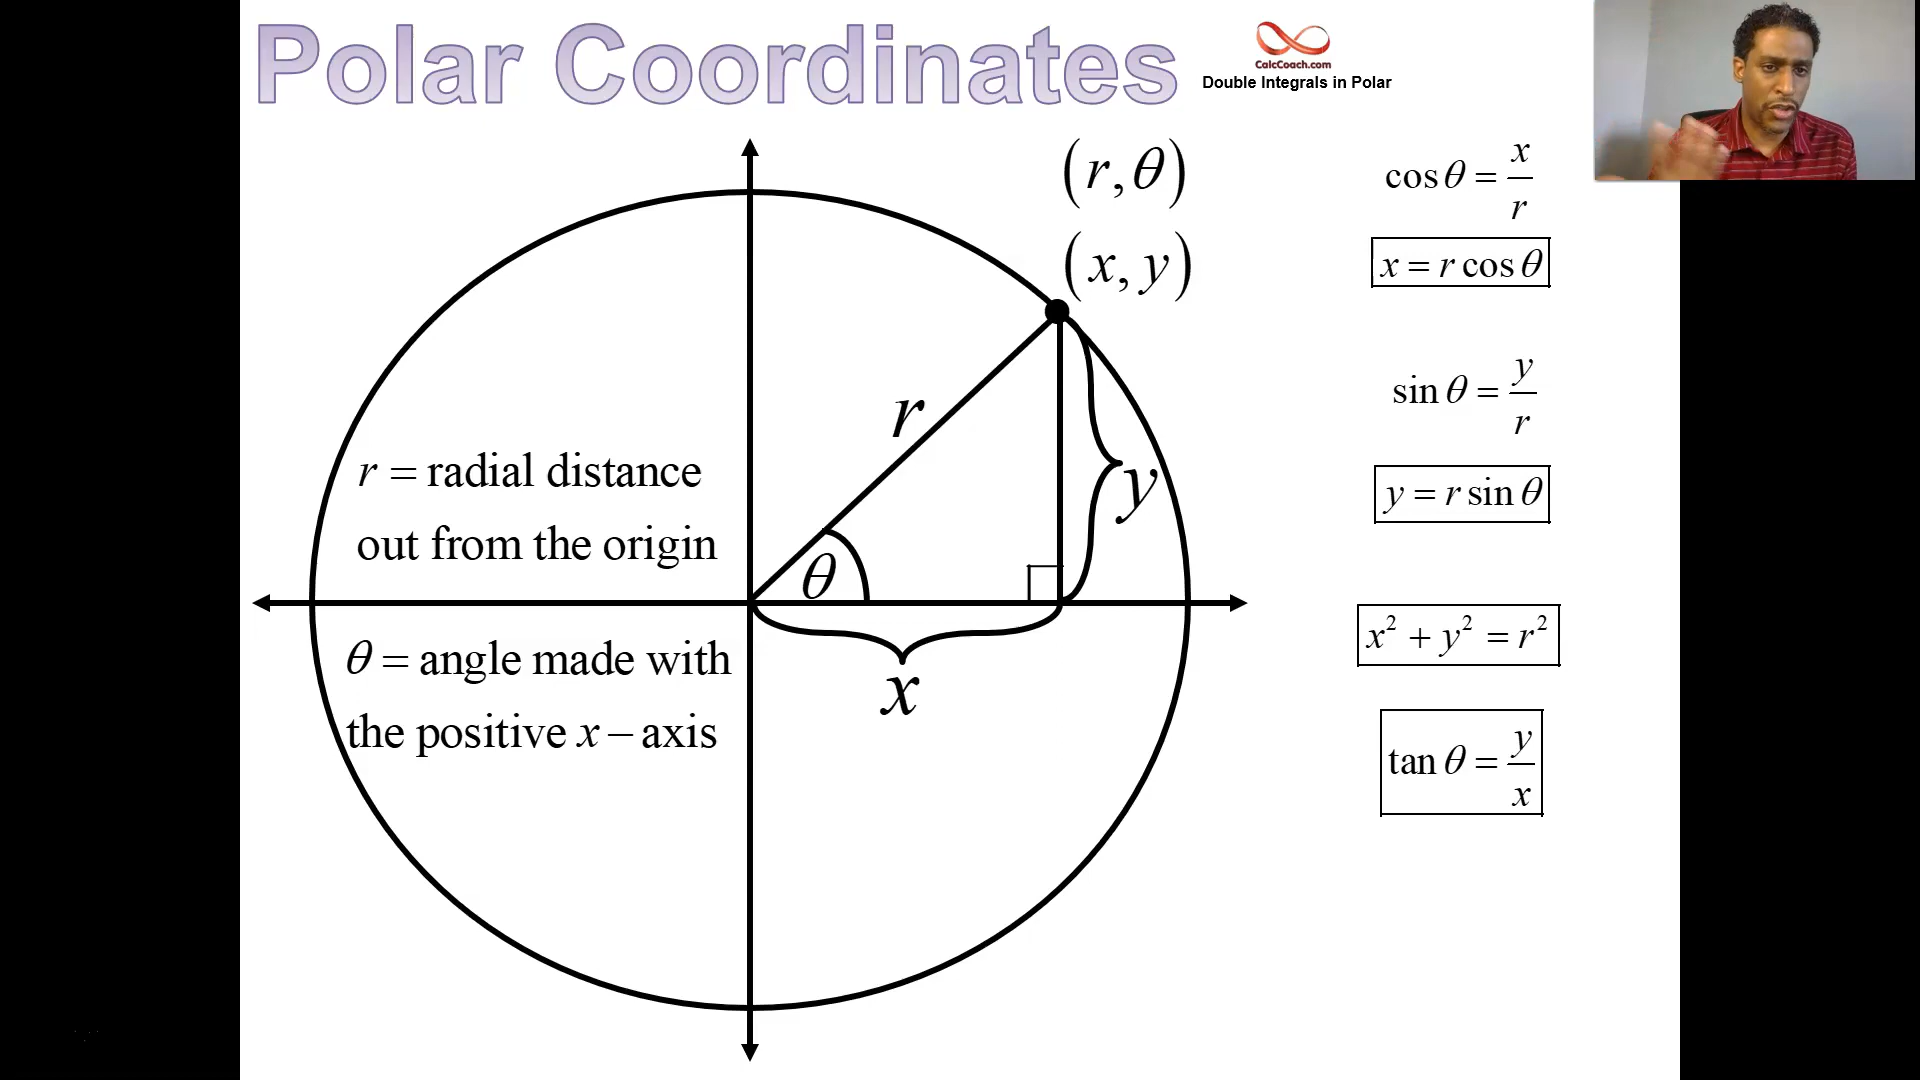 Polar Coordinates
CalcCoach.com
Double Integrals in Polar
(r, θ)
(x, y)
r
θ
y
x
r = radial distance
out from the origin
θ = angle made with
the positive x – axis
cos θ = x/r
x = r cos θ
sin θ = y/r
y = r sin θ
x² + y² = r²
tan θ = y/x